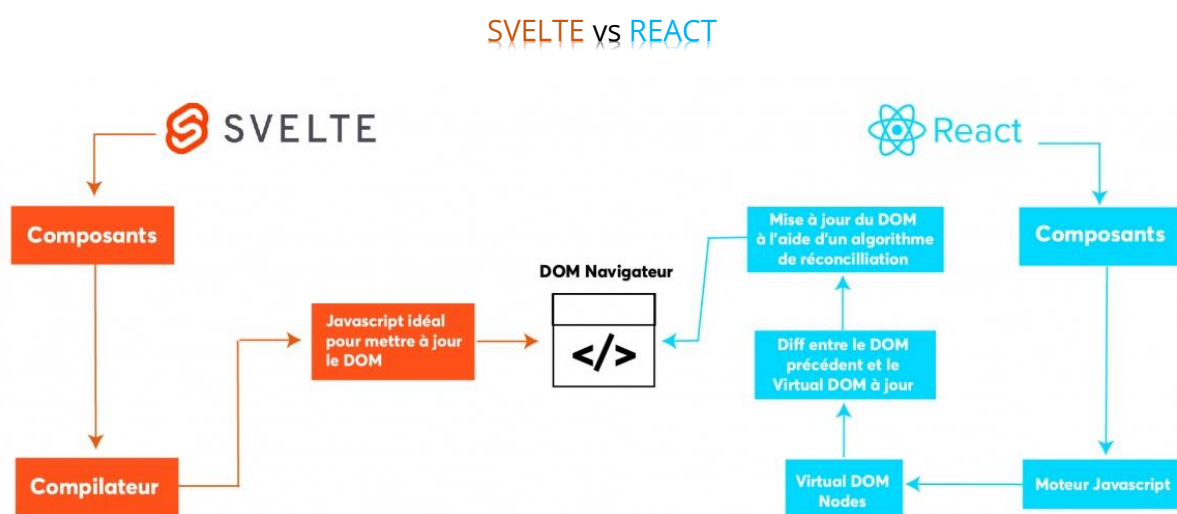 SVELTE vs REACT
SVELTE
React
Composants
Compilateur
Javascript idéal
pour mettre à jour
le DOM
DOM Navigateur
</>
Mise à jour du DOM
à l'aide d'un algorithme
de réconcilliation
Diff entre le DOM
précédent et le
Virtual DOM à jour
Virtual DOM
Nodes
Composants
Moteur Javascript